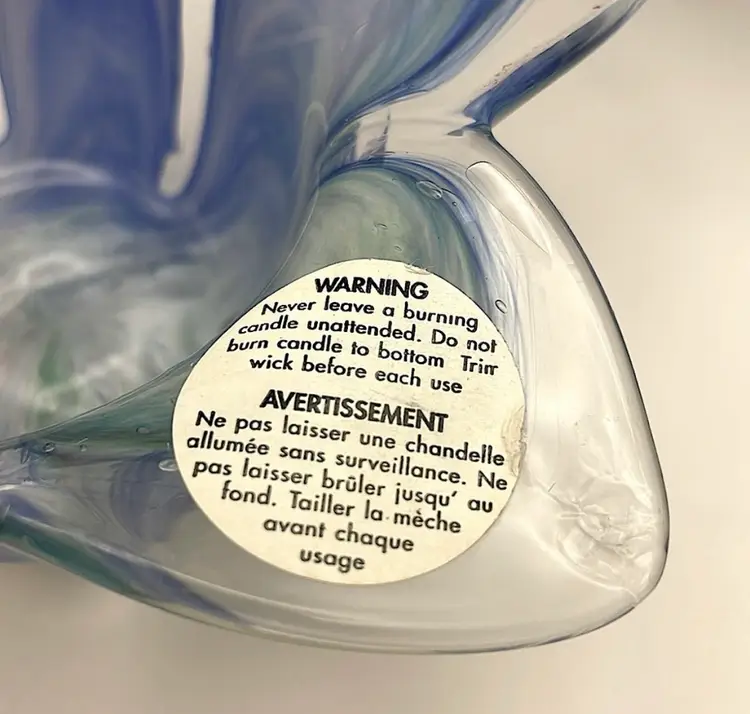 WARNING
Never leave a burning
candle unattended. Do not
burn candle to bottom Trim
wick before each use
AVERTISSEMENT
Ne pas laisser une chandelle
allumée sans surveillance. Ne
pas laisser brûler jusqu' au
fond. Tailler la mèche
avant chaque
usage